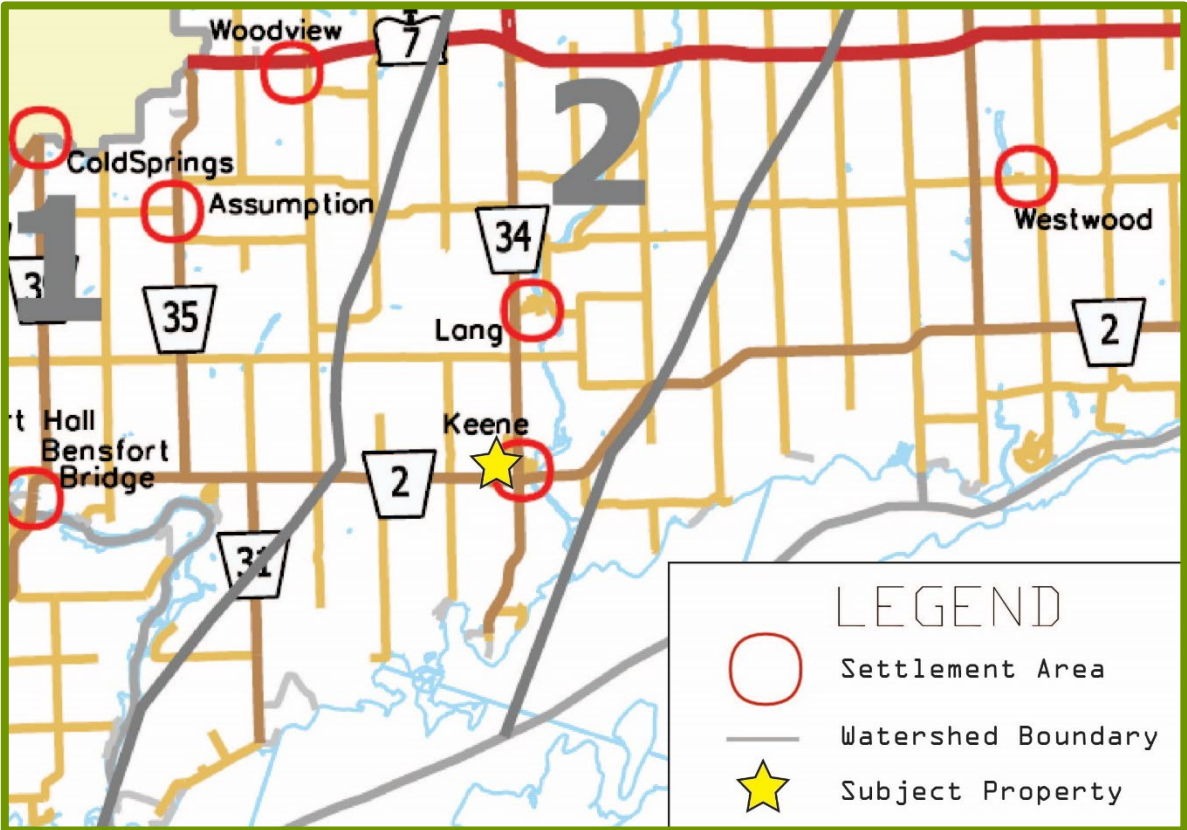 Woodview
7
2
ColdSprings
Assumption
1
34
Westwood
35
Lang
2
rt Hall
Bensfort
Bridge
Keene
2
31
LEGEND
Settlement Area
Watershed Boundary
Subject Property